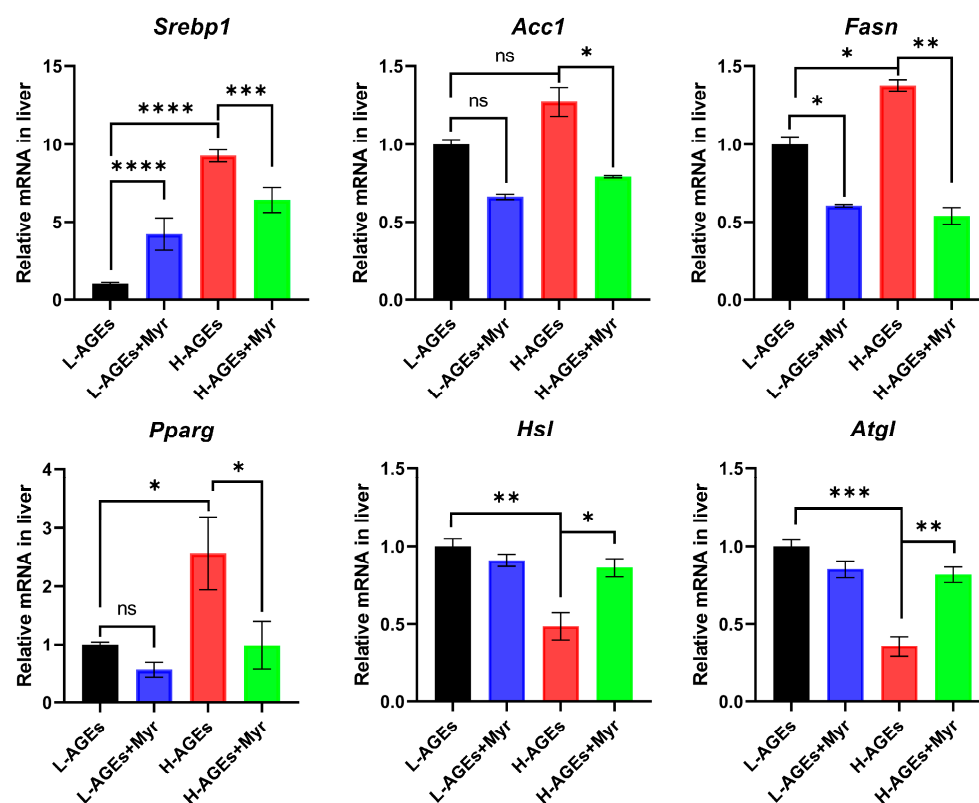 Srebp1
Relative mRNA in liver
15
10
5
0
****
****
***
L-AGEs
L-AGEs+Myr
H-AGEs
H-AGEs+Myr
Acc1
Relative mRNA in liver
1.5
1.0
0.5
0.0
ns
ns
*
L-AGEs
L-AGEs+Myr
H-AGEs
H-AGEs+Myr
Fasn
Relative mRNA in liver
1.5
1.0
0.5
0.0
*
*
**
L-AGEs
L-AGEs+Myr
H-AGEs
H-AGEs+Myr
Pparg
Relative mRNA in liver
4
3
2
1
0
ns
*
*
L-AGEs
L-AGEs+Myr
H-AGEs
H-AGEs+Myr
Hsl
Relative mRNA in liver
1.5
1.0
0.5
0.0
**
*
L-AGEs
L-AGEs+Myr
H-AGEs
H-AGEs+Myr
Atgl
Relative mRNA in liver
1.5
1.0
0.5
0.0
***
**
L-AGEs
L-AGEs+Myr
H-AGEs
H-AGEs+Myr